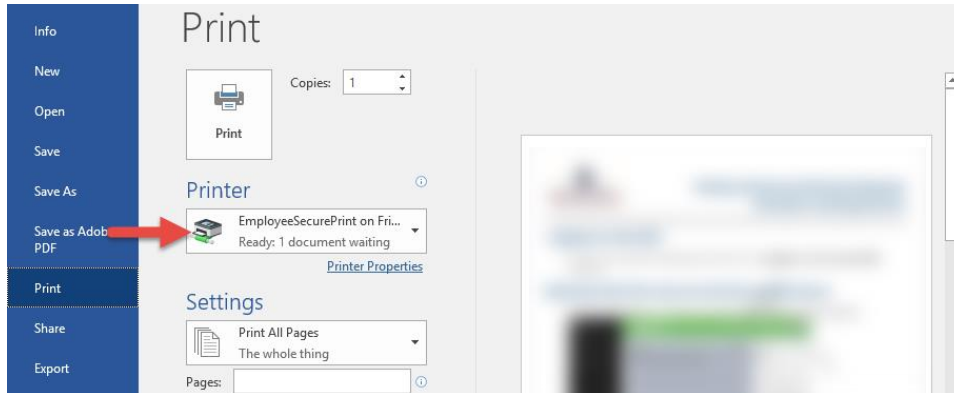 Info
New
Open
Save
Save As
Save as Adob
PDF
Print
Share
Export
Print
Print
Copies: 1
Printer
EmployeeSecurePrint on Fri...
Ready: 1 document waiting
Printer Properties
Settings
Print All Pages
The whole thing
Pages: